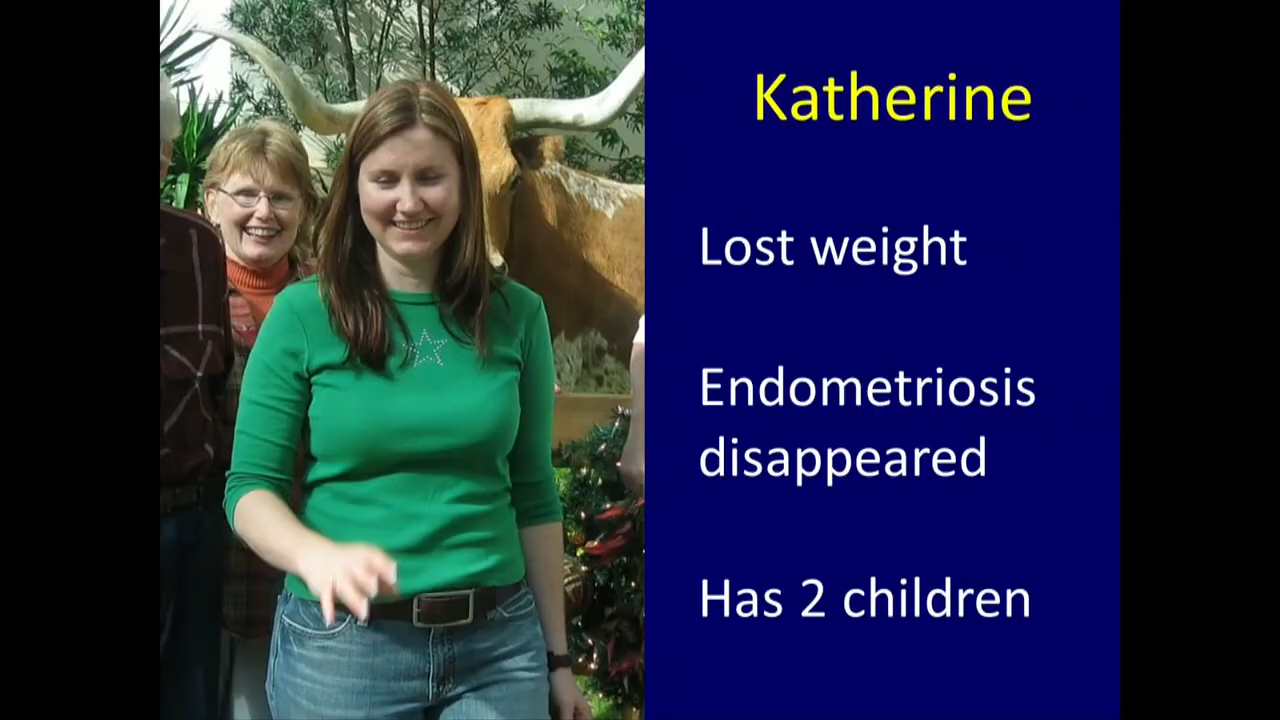 Katherine
Lost weight
Endometriosis
disappeared
Has 2 children